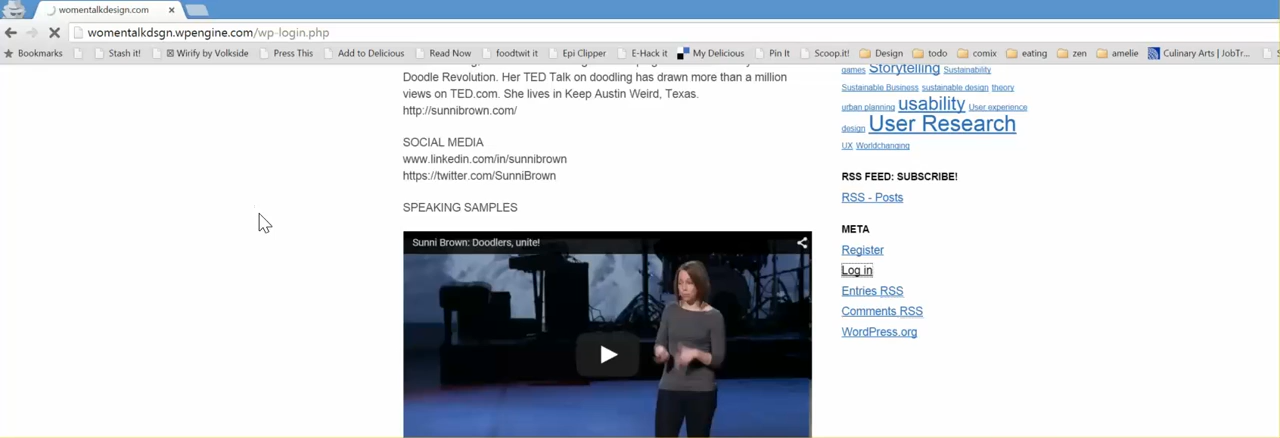 womentalkdesign.com
womentalkdsgn.wpengine.com/wp-login.php
Bookmarks Stash it! Wirify by Volkside Press This Add to Delicious Read Now foodtwit it Epi Clipper E-Hack it My Delicious Pin It Scoop.it! Design todo comix eating zen amelie Culinary Arts | JobTr... S
Doodle Revolution. Her TED Talk on doodling has drawn more than a million
views on TED.com. She lives in Keep Austin Weird, Texas.
http://sunnibrown.com/
SOCIAL MEDIA
www.linkedin.com/in/sunnibrown
https://twitter.com/SunniBrown
SPEAKING SAMPLES
Sunni Brown: Doodlers, unite!
games Storytelling Sustainability
Sustainable Business sustainable design theory
urban planning usability User experience
design User Research
UX Worldchanging
RSS FEED: SUBSCRIBE!
RSS - Posts
META
Register
Log in
Entries RSS
Comments RSS
WordPress.org